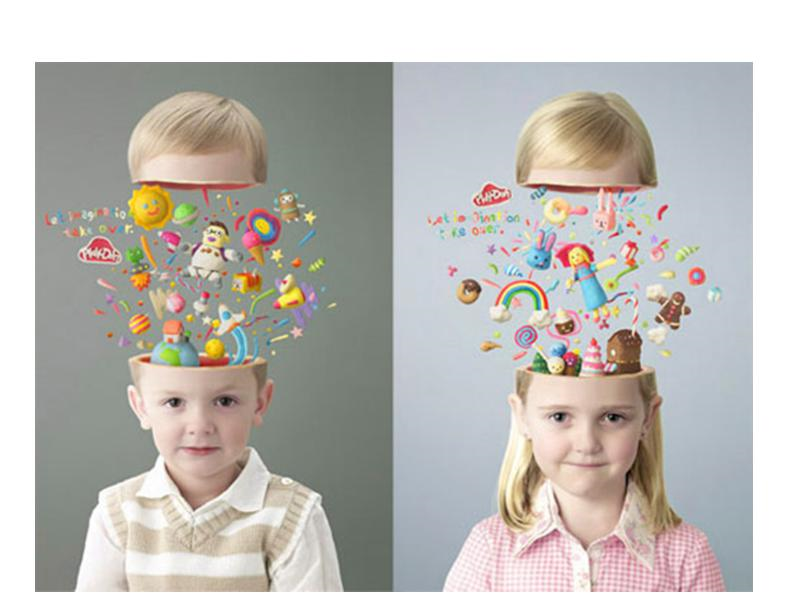 Let imagination
take over.
Play-Doh
Play-Doh
Let imagination
take over.